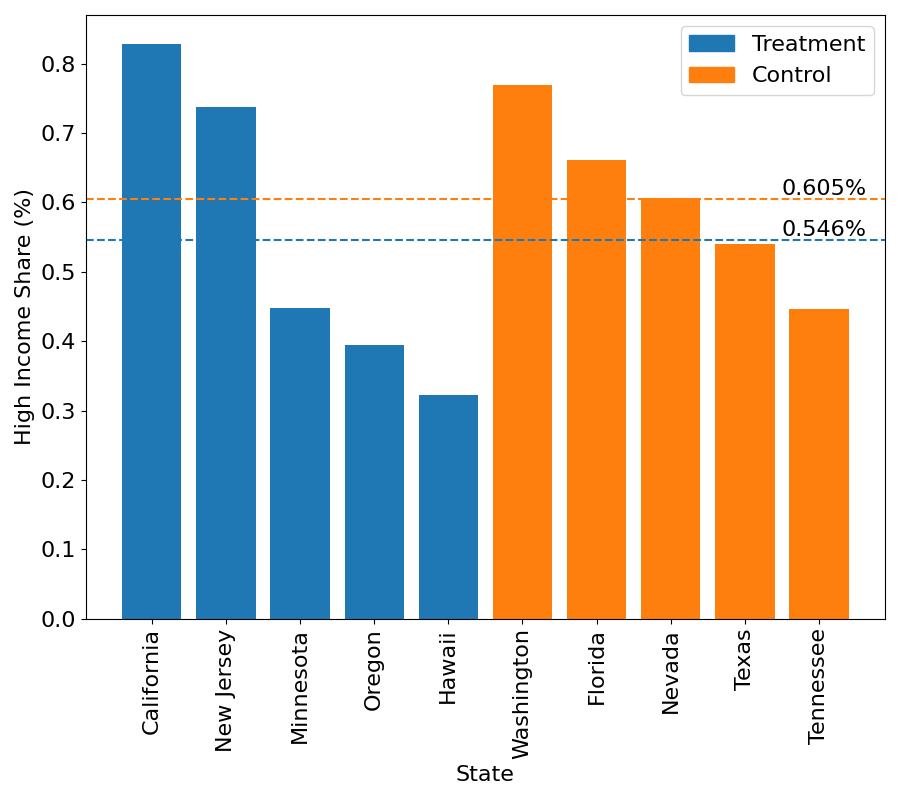 Treatment
Control
High Income Share (%)
0.8
0.7
0.6
0.5
0.4
0.3
0.2
0.1
0.0
0.605%
0.546%
California
New Jersey
Minnesota
Oregon
Hawaii
Washington
Florida
Nevada
Texas
Tennessee
State